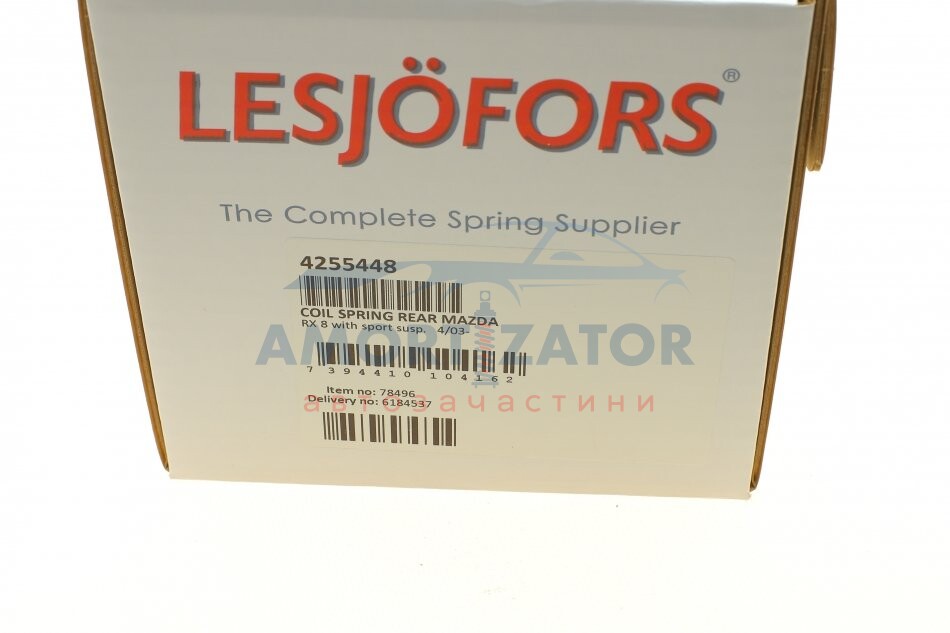 LESJÖFORS®
The Complete Spring Supplier
4255448
COIL SPRING REAR MAZDA
RX 8 with sport susp. 4/03-
AMORTIZATOR
7 394410 104162
Item no: 78496
Delivery no: 6184537
автозачастини